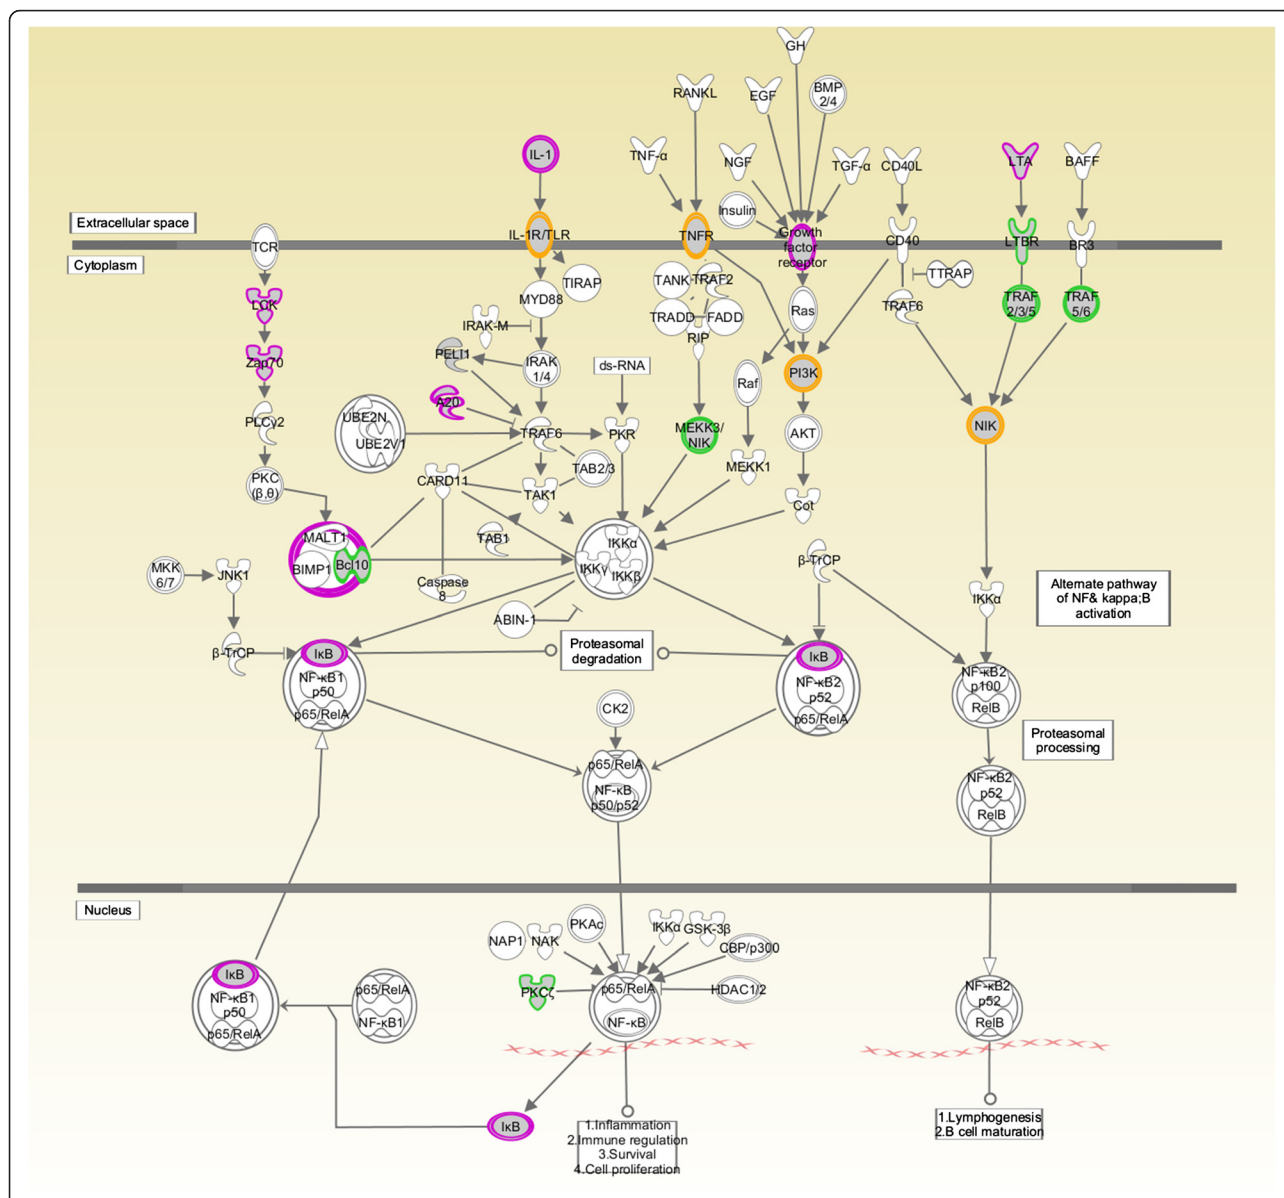 GH
RANKL
EGF
BMP
2/4
IL-1
TNF-α
NGF
TGF-α
CD40L
LTA
BAFF
Insulin
Extracellular space
TCR
IL-1R/TLR
TNFR
Growth
factor
receptor
CD40
LTBR
BR3
Cytoplasm
TIRAP
TANK
TRAF2
TTRAP
LCK
MYD88
TRADD
FADD
Ras
TRAF6
TRAF
2/3/5
TRAF
5/6
IRAK-M
RIP
Zap70
PELI1
IRAK
1/4
ds-RNA
Raf
PI3K
A20
PLCγ2
UBE2N
UBE2V1
TRAF6
PKR
MEKK3/
NIK
AKT
NIK
PKC
(β,θ)
CARD11
TAB2/3
MEKK1
TAK1
Cot
MALT1
BIMP1
Bcl10
TAB1
IKKα
IKKγ
IKKβ
β-TrCP
MKK
6/7
JNK1
Caspase
8
IKKα
Alternate pathway
of NF& kappa;B
activation
ABIN-1
β-TrCP
IκB
NF-κB1
p50
p65/RelA
Proteasomal
degradation
IκB
NF-κB2
p52
p65/RelA
NF-κB2
p100
RelB
CK2
Proteasomal
processing
p65/RelA
NF-κB
p50/p52
NF-κB2
p52
RelB
Nucleus
NAP1
NAK
PKAc
IKKα
GSK-3β
CBP/p300
IκB
NF-κB1
p50
p65/RelA
p65/RelA
NF-κB1
PKCζ
p65/RelA
NF-κB
HDAC1/2
NF-κB2
p52
RelB
IκB
1.Inflammation
2.Immune regulation
3.Survival
4.Cell proliferation
1.Lymphogenesis
2.B cell maturation